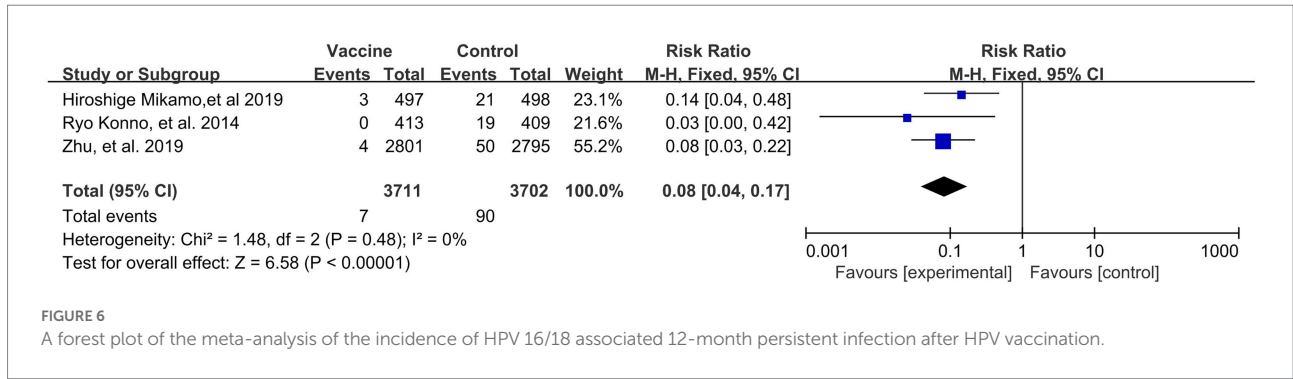 Vaccine Control Risk Ratio Risk Ratio
Study or Subgroup Events Total Events Total Weight M-H, Fixed, 95% CI M-H, Fixed, 95% CI
Hiroshige Mikamo,et al 2019 3 497 21 498 23.1% 0.14 [0.04, 0.48]
Ryo Konno, et al. 2014 0 413 19 409 21.6% 0.03 [0.00, 0.42]
Zhu, et al. 2019 4 2801 50 2795 55.2% 0.08 [0.03, 0.22]
Total (95% CI) 3711 3702 100.0% 0.08 [0.04, 0.17]
Total events 7 90
Heterogeneity: Chi² = 1.48, df = 2 (P = 0.48); I² = 0%
Test for overall effect: Z = 6.58 (P < 0.00001)
0.001 0.1 1 10 1000
Favours [experimental] Favours [control]
FIGURE 6
A forest plot of the meta-analysis of the incidence of HPV 16/18 associated 12-month persistent infection after HPV vaccination.